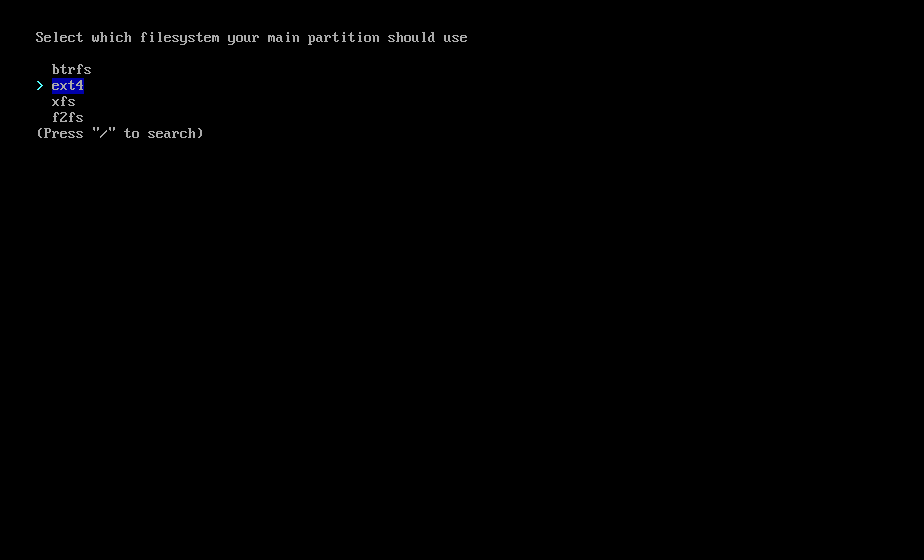 Select which filesystem your main partition should use
btrfs
> ext4
xfs
f2fs
(Press "/" to search)